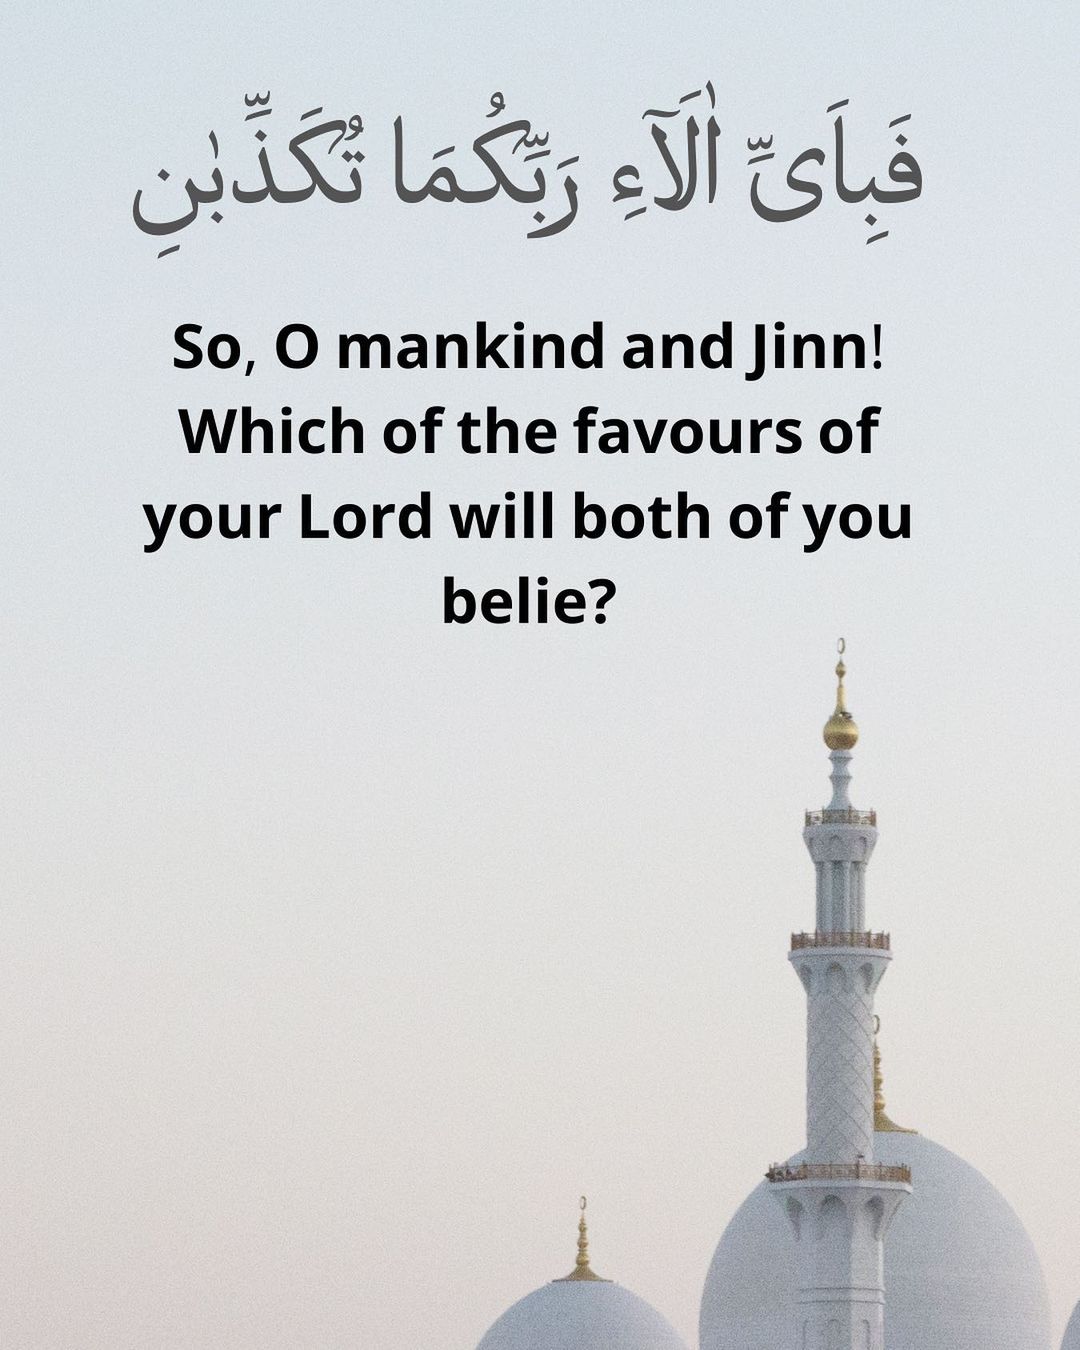 فَبِاَىِّ اٰلَآءِ رَبِّكُمَا تُكَذِّبٰنِ
So, O mankind and Jinn!
Which of the favours of
your Lord will both of you
belie?